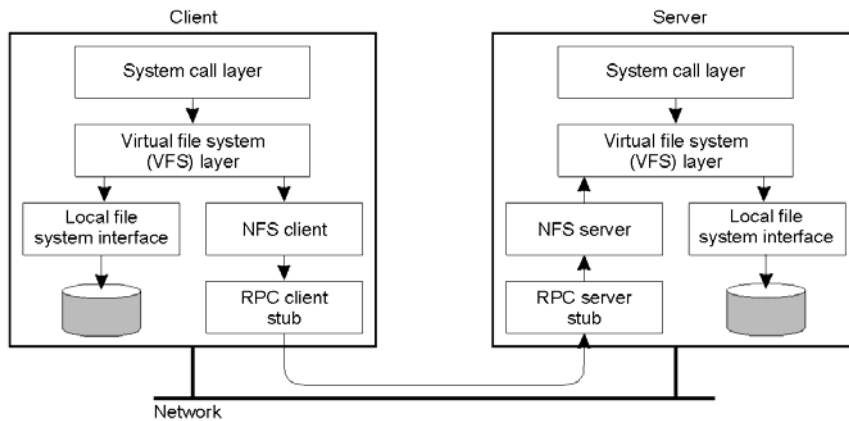 Client
System call layer
Virtual file system
(VFS) layer
Local file
system interface
NFS client
RPC client
stub
Server
System call layer
Virtual file system
(VFS) layer
NFS server
Local file
system interface
RPC server
stub
Network